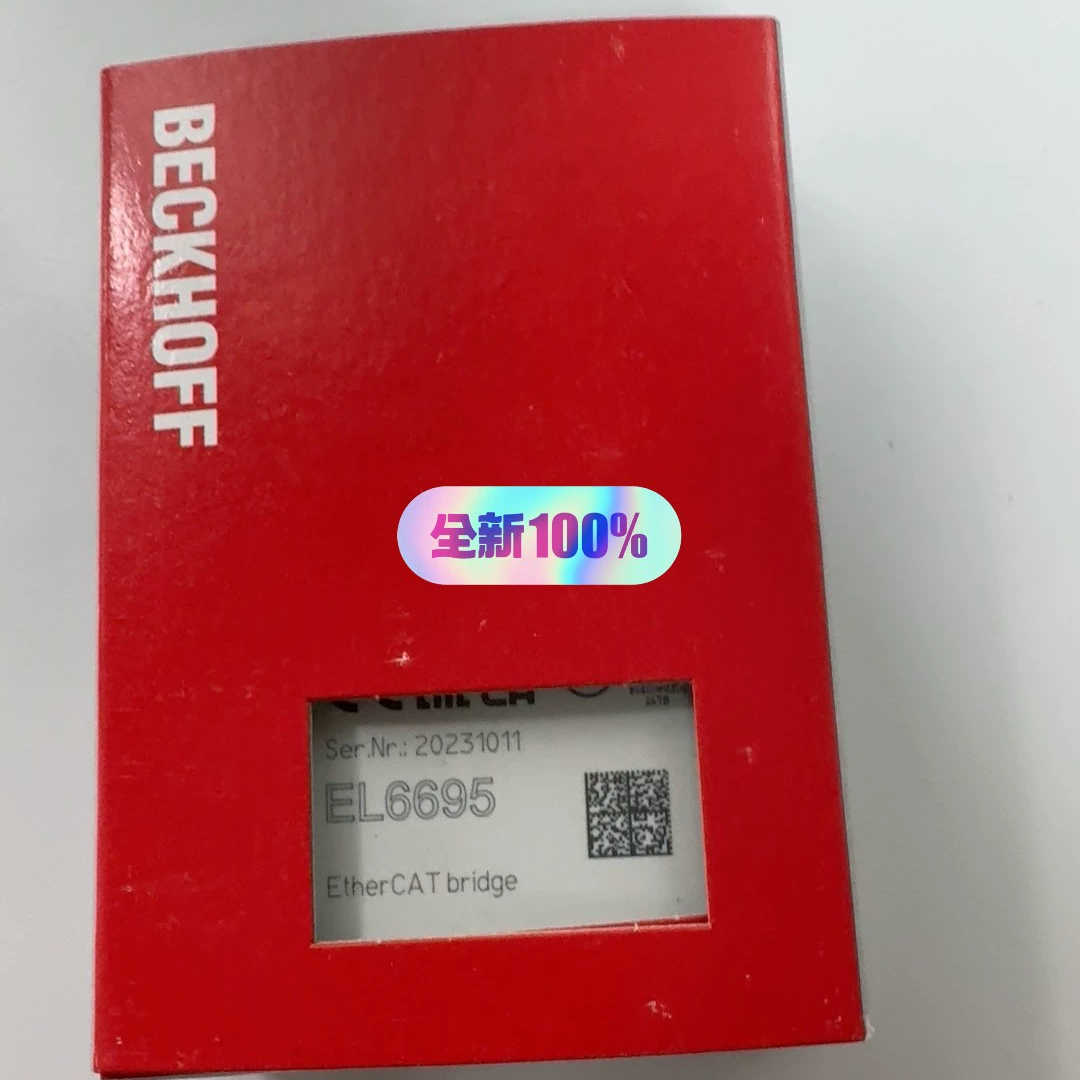 BECKHOFF
全新100%
Ser.Nr.: 20231011
EL6695
EtherCAT bridge